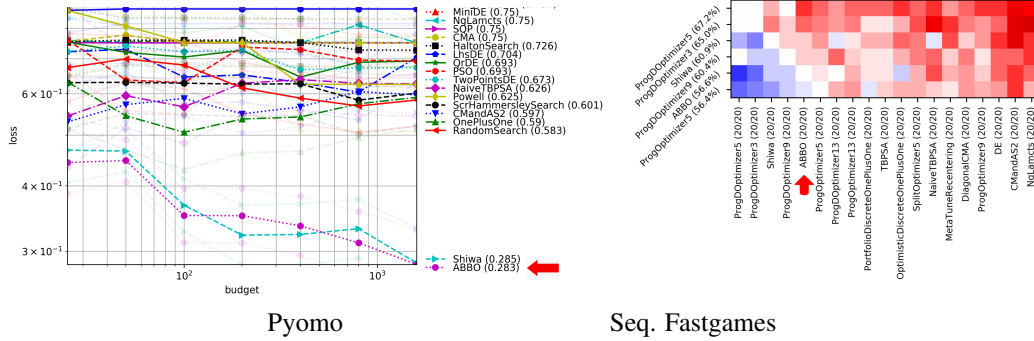 MiniDE (0.75)
NgLamcts (0.75)
SQP (0.75)
CMA (0.75)
HaltonSearch (0.726)
LhsDE (0.704)
OrDE (0.693)
PSO (0.693)
TwoPointsDE (0.673)
NaiveTBPSA (0.626)
Powell (0.625)
ScrHammersleySearch (0.601)
CMandAS2 (0.597)
OnePlusOne (0.59)
RandomSearch (0.583)
Shiwa (0.285)
ABBO (0.283)
loss
6 × 10⁻¹
4 × 10⁻¹
3 × 10⁻¹
10²
10³
budget
Pyomo
ProgDOptimizer5 (67.2%)
ProgDOptimizer3 (65.0%)
Shiwa (60.9%)
ProgDOptimizer9 (60.4%)
ABBO (56.6%)
ProgOptimizer5 (56.4%)
ProgDOptimizer5 (20/20)
ProgDOptimizer3 (20/20)
Shiwa (20/20)
ProgDOptimizer9 (20/20)
ABBO (20/20)
ProgOptimizer5 (20/20)
ProgDOptimizer13 (20/20)
ProgOptimizer13 (20/20)
PortfolioDiscreteOnePlusOne (20/20)
TBPSA (20/20)
OptimisticDiscreteOnePlusOne (20/20)
SplitOptimizer5 (20/20)
NaiveTBPSA (20/20)
MetaTuneRecentering (20/20)
DiagonalCMA (20/20)
ProgOptimizer9 (20/20)
DE (20/20)
CMandAS2 (20/20)
NgLamcts (20/20)
Seq. Fastgames